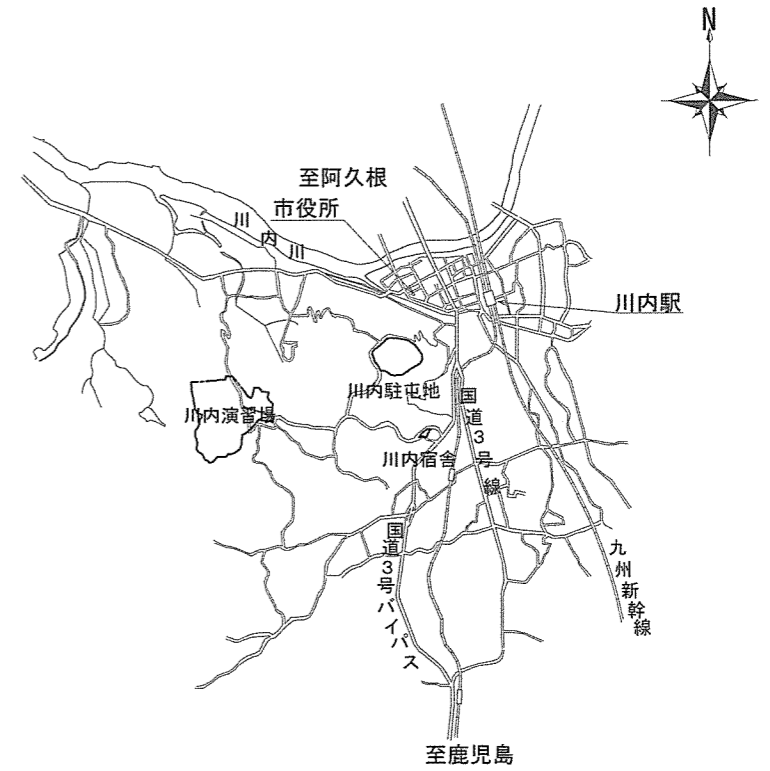 N
至阿久根
市役所
川内川
川内駅
川内駐屯地
川内演習場
国道3号線
川内宿舎
国道3号バイパス
九州新幹線
至鹿児島